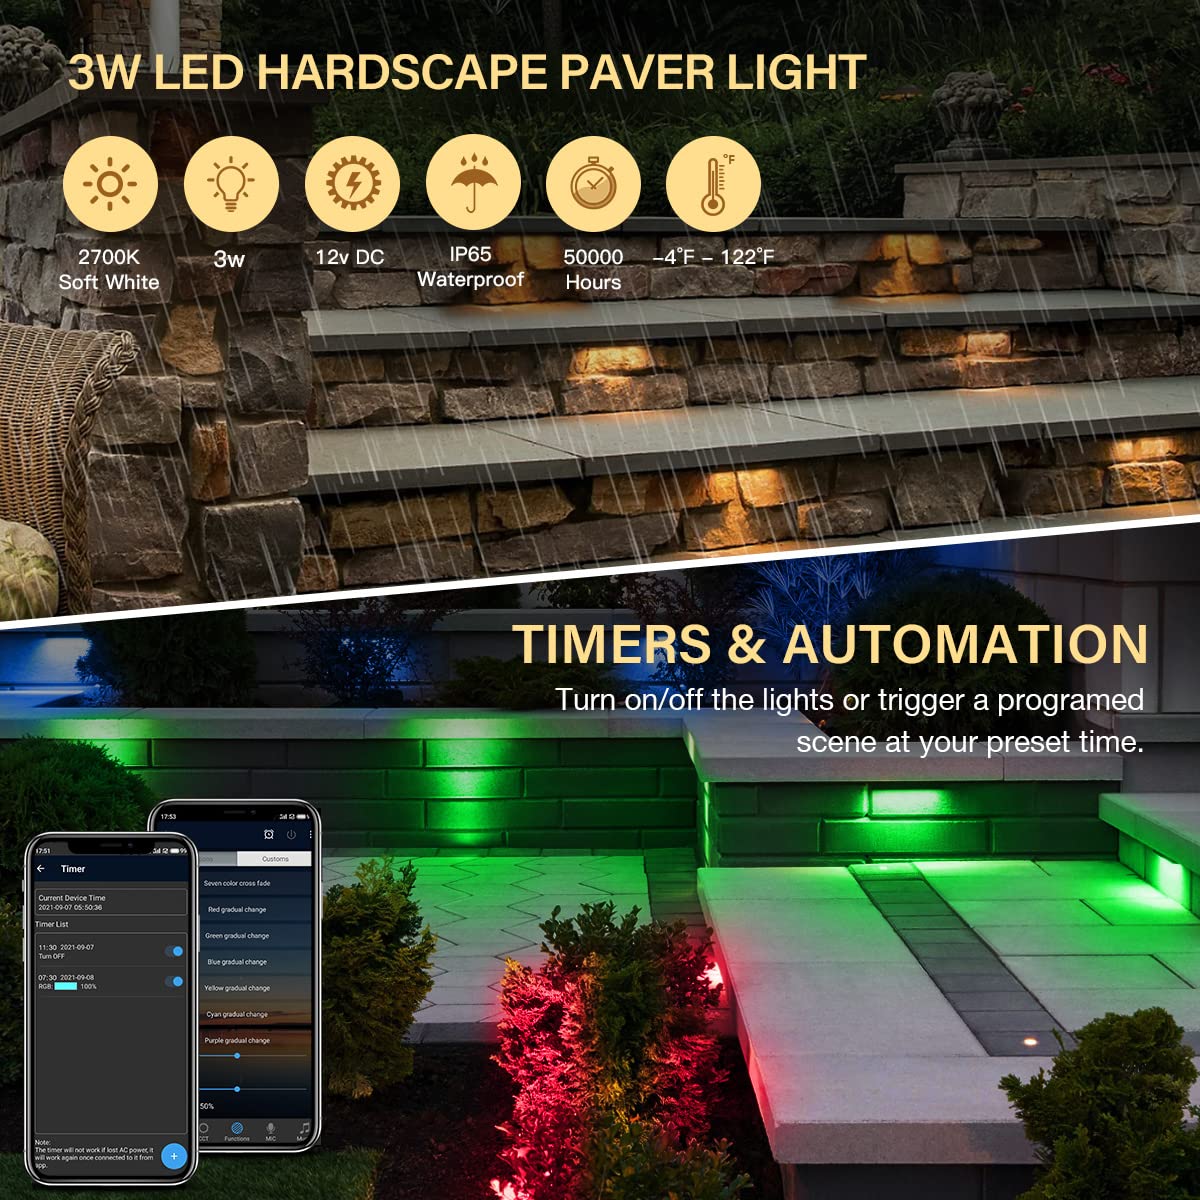 3W LED HARDSCAPE PAVER LIGHT
°F
2700K
Soft White
3w
12v DC
IP65
Waterproof
50000
Hours
–4°F – 122°F
TIMERS & AUTOMATION
Turn on/off the lights or trigger a programed
scene at your preset time.
17:51
Timer
Current Device Time
2021-09-07 05:50:36
Timer List
11:30 2021-09-07
Turn OFF
07:30 2021-09-08
RGB: 100%
Note:
The timer will not work if lost AC power, it
will work again once connected to it from
app.
+
17:53
Customs
Seven color cross fade
Red gradual change
Green gradual change
Blue gradual change
Yellow gradual change
Cyan gradual change
Purple gradual change
50%
CCT Functions MIC